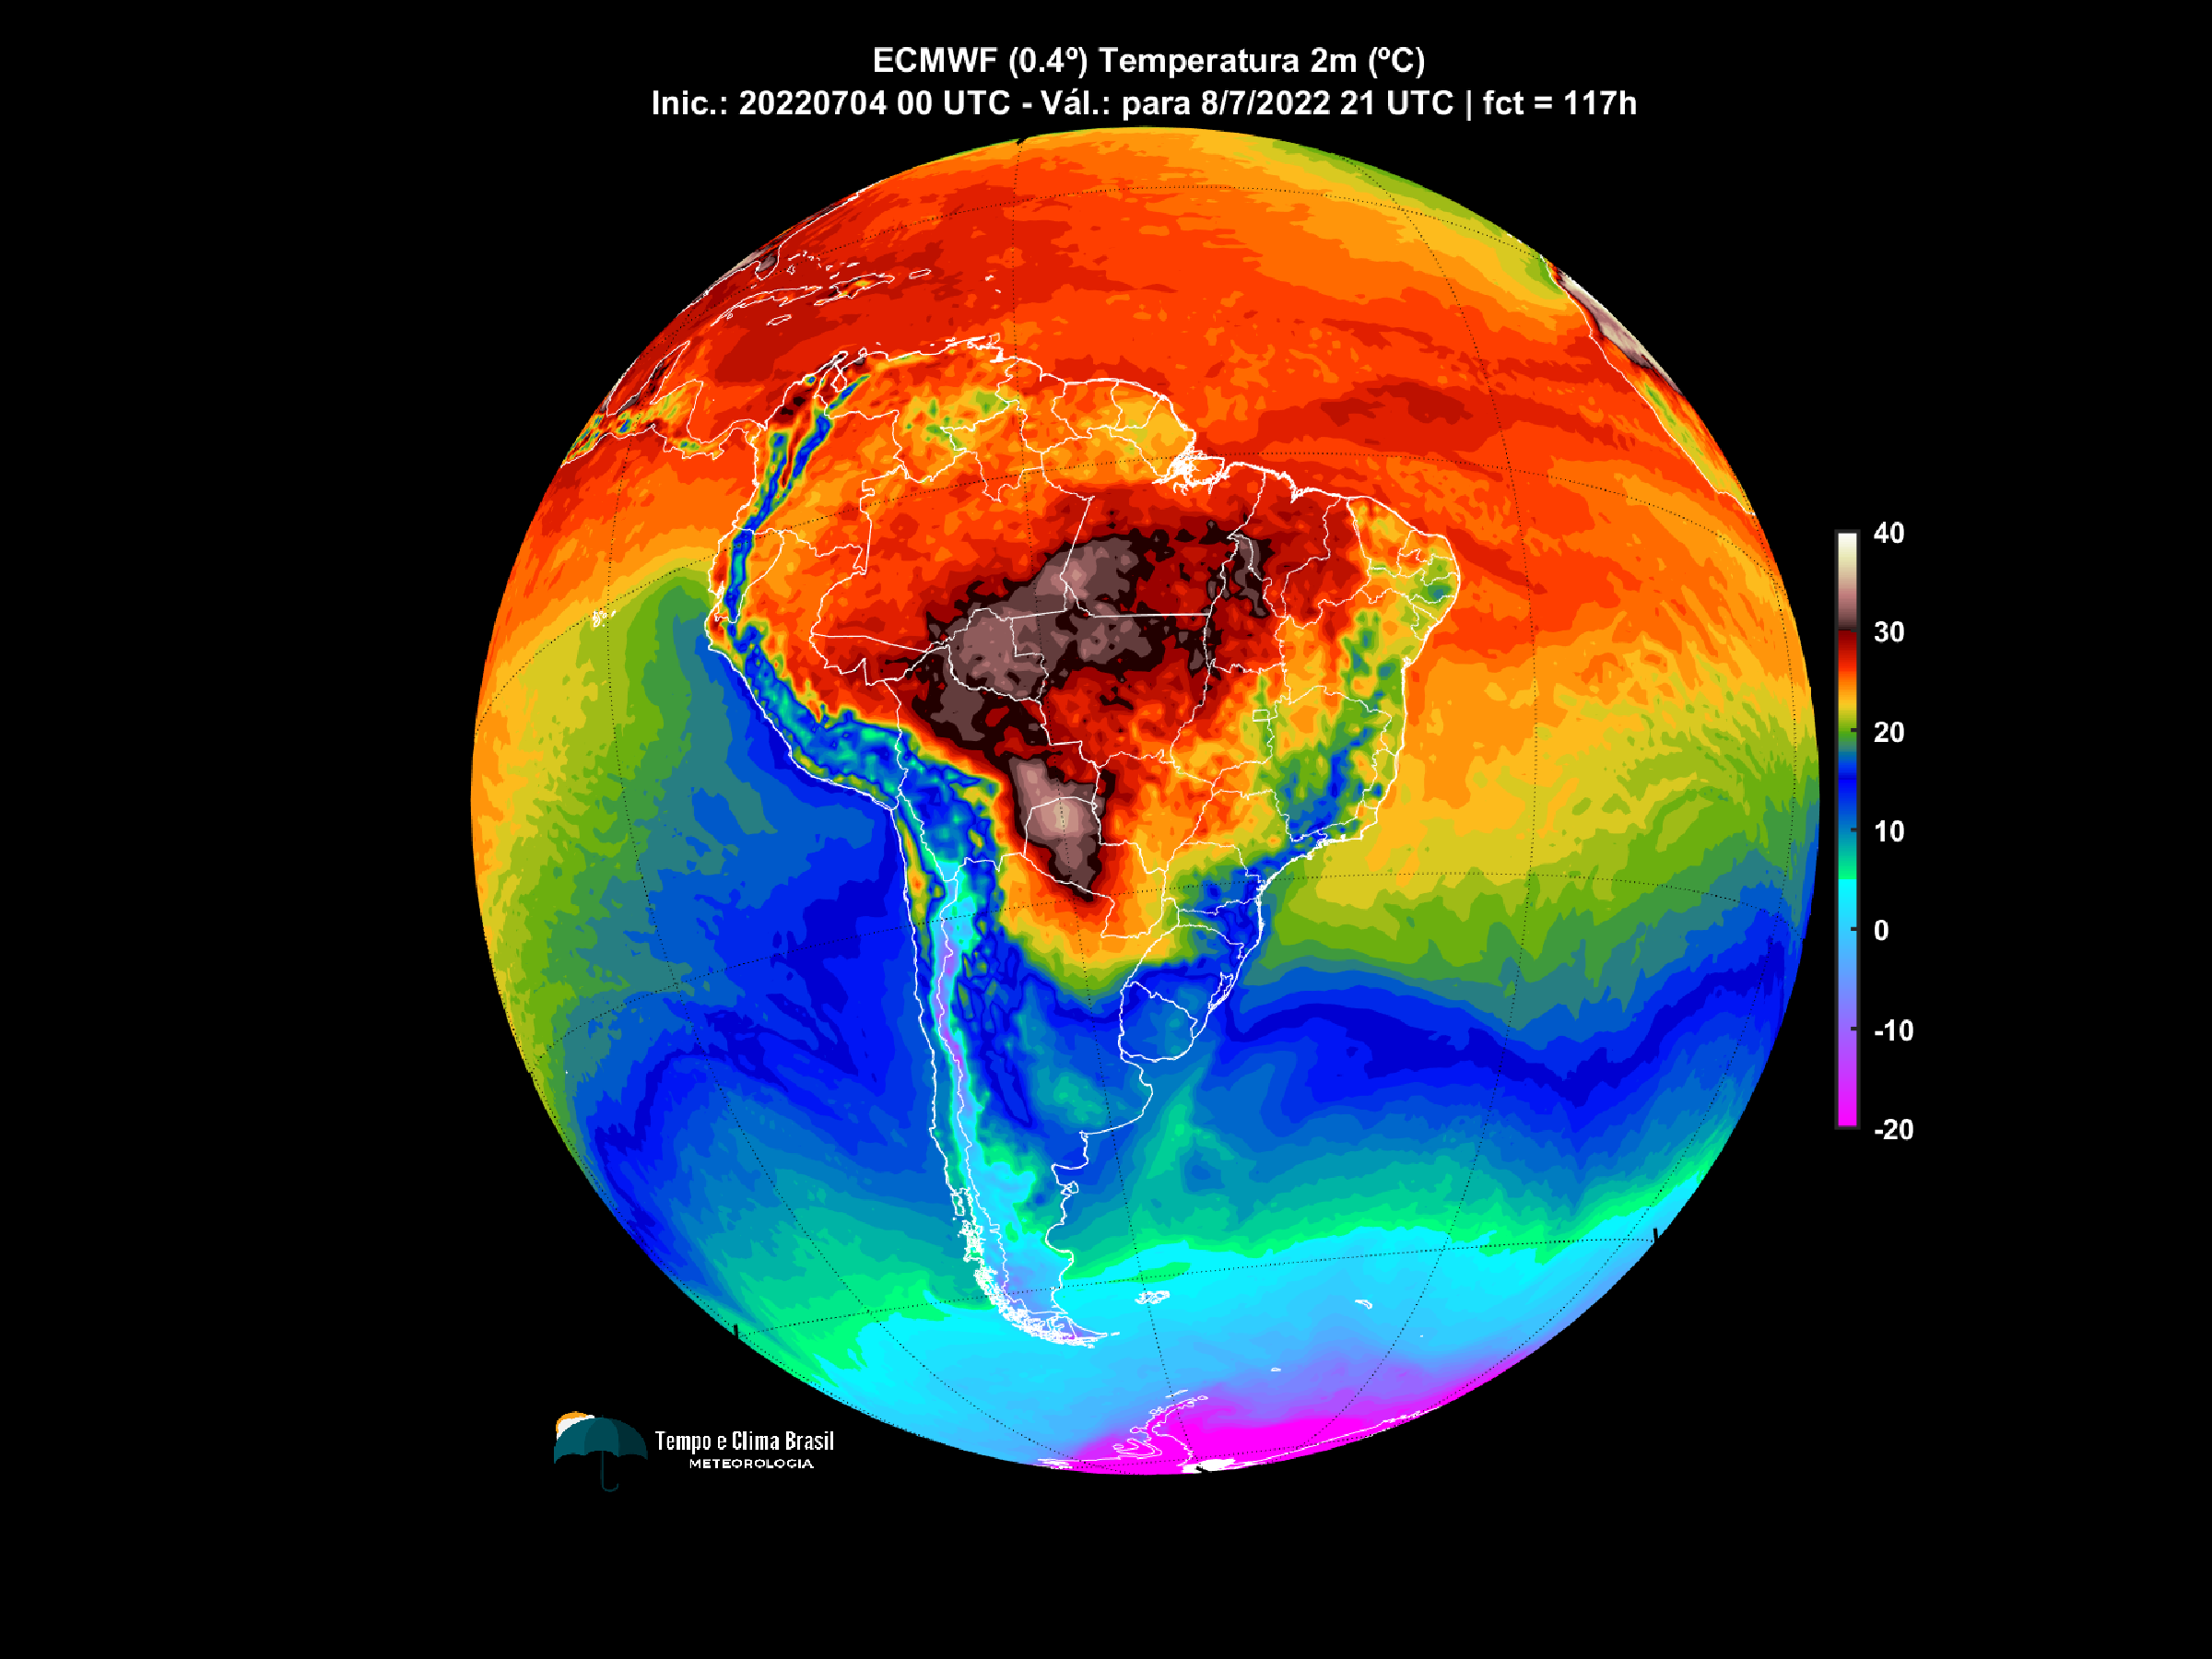 ECMWF (0.4º) Temperatura 2m (ºC)
Inic.: 20220704 00 UTC - Vál.: para 8/7/2022 21 UTC | fct = 117h
40
30
20
10
0
-10
-20
Tempo e Clima Brasil
METEOROLOGIA